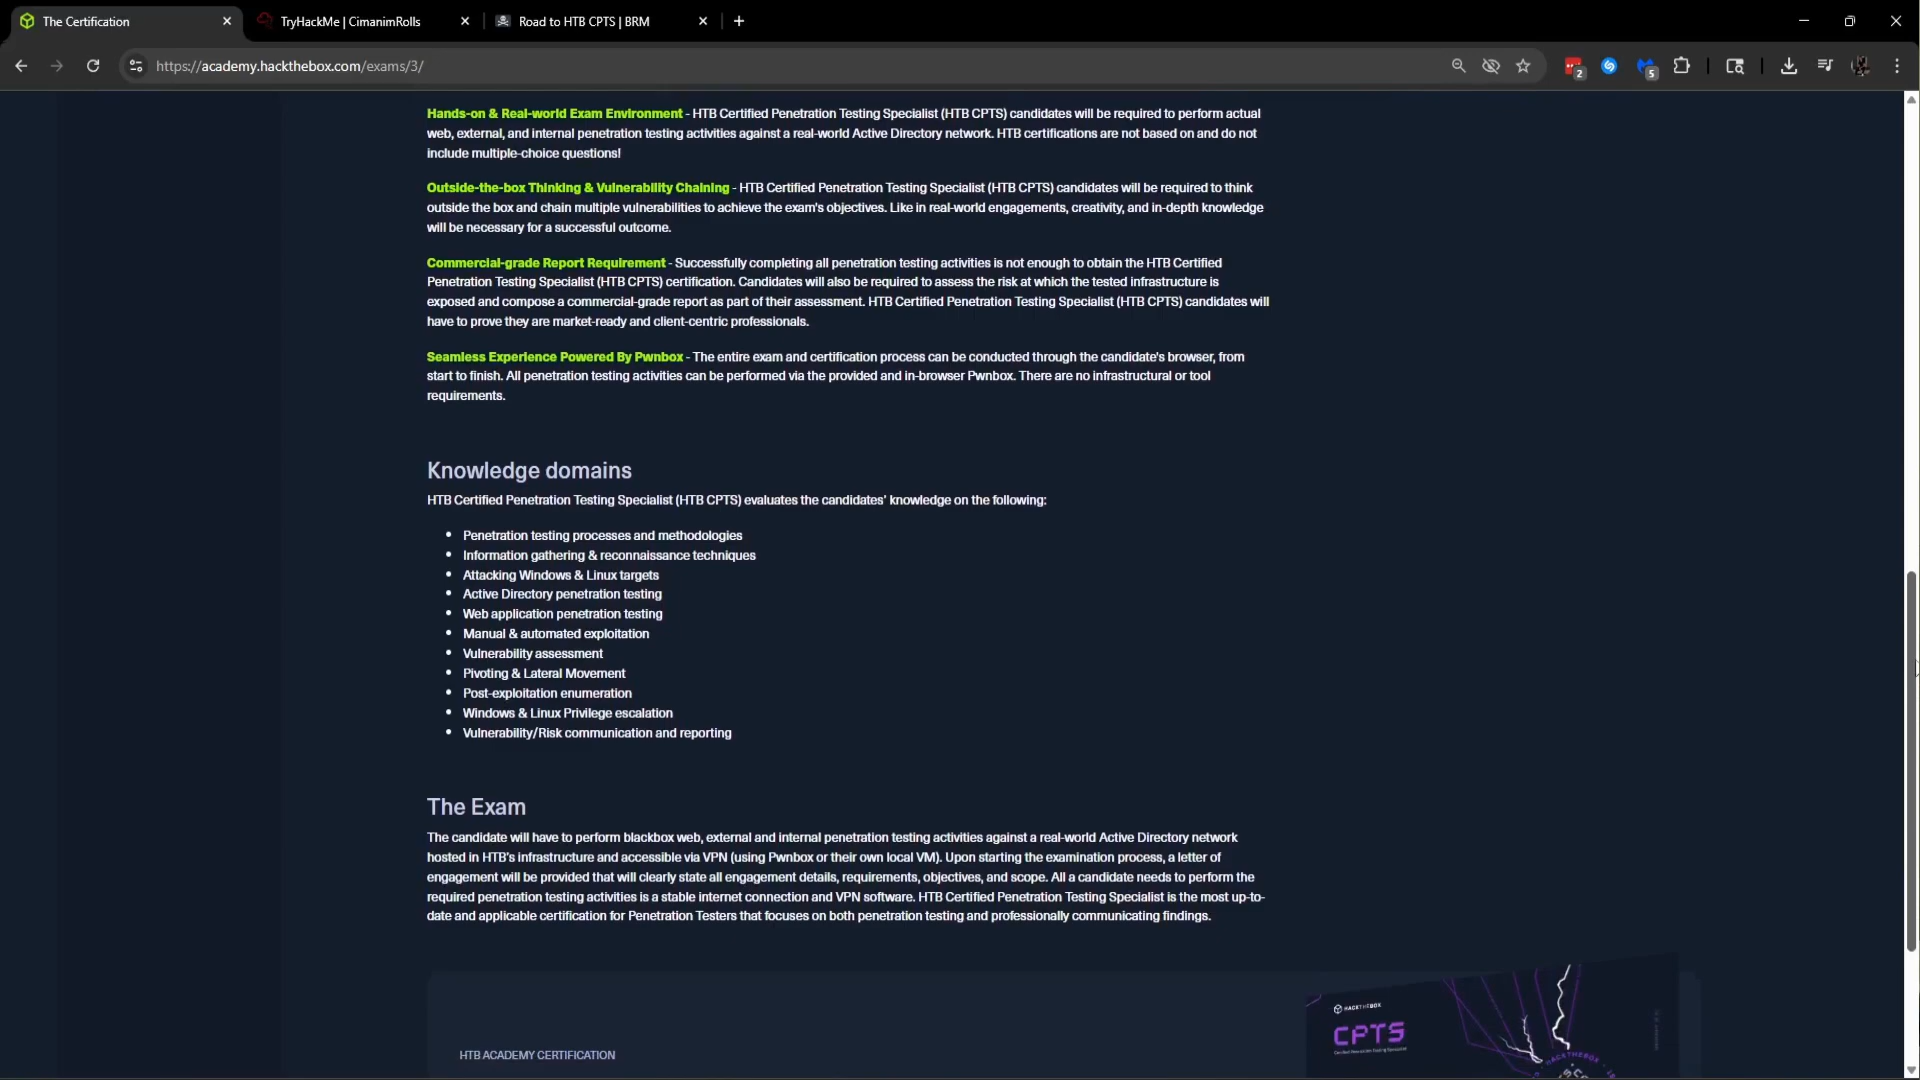 The Certification
TryHackMe | CimanimRolls
Road to HTB CPTS | BRM
https://academy.hackthebox.com/exams/3/
2
5
Hands-on & Real-world Exam Environment - HTB Certified Penetration Testing Specialist (HTB CPTS) candidates will be required to perform actual
web, external, and internal penetration testing activities against a real-world Active Directory network. HTB certifications are not based on and do not
include multiple-choice questions!
Outside-the-box Thinking & Vulnerability Chaining - HTB Certified Penetration Testing Specialist (HTB CPTS) candidates will be required to think
outside the box and chain multiple vulnerabilities to achieve the exam's objectives. Like in real-world engagements, creativity, and in-depth knowledge
will be necessary for a successful outcome.
Commercial-grade Report Requirement - Successfully completing all penetration testing activities is not enough to obtain the HTB Certified
Penetration Testing Specialist (HTB CPTS) certification. Candidates will also be required to assess the risk at which the tested infrastructure is
exposed and compose a commercial-grade report as part of their assessment. HTB Certified Penetration Testing Specialist (HTB CPTS) candidates will
have to prove they are market-ready and client-centric professionals.
Seamless Experience Powered By Pwnbox - The entire exam and certification process can be conducted through the candidate's browser, from
start to finish. All penetration testing activities can be performed via the provided and in-browser Pwnbox. There are no infrastructural or tool
requirements.
Knowledge domains
HTB Certified Penetration Testing Specialist (HTB CPTS) evaluates the candidates' knowledge on the following:
• Penetration testing processes and methodologies
• Information gathering & reconnaissance techniques
• Attacking Windows & Linux targets
• Active Directory penetration testing
• Web application penetration testing
• Manual & automated exploitation
• Vulnerability assessment
• Pivoting & Lateral Movement
• Post-exploitation enumeration
• Windows & Linux Privilege escalation
• Vulnerability/Risk communication and reporting
The Exam
The candidate will have to perform blackbox web, external and internal penetration testing activities against a real-world Active Directory network
hosted in HTB's infrastructure and accessible via VPN (using Pwnbox or their own local VM). Upon starting the examination process, a letter of
engagement will be provided that will clearly state all engagement details, requirements, objectives, and scope. All a candidate needs to perform the
required penetration testing activities is a stable internet connection and VPN software. HTB Certified Penetration Testing Specialist is the most up-to-
date and applicable certification for Penetration Testers that focuses on both penetration testing and professionally communicating findings.
HTB ACADEMY CERTIFICATION
HACKTHEBOX
CPTS
Certified Penetration Testing Specialist
HACKTHEBOX